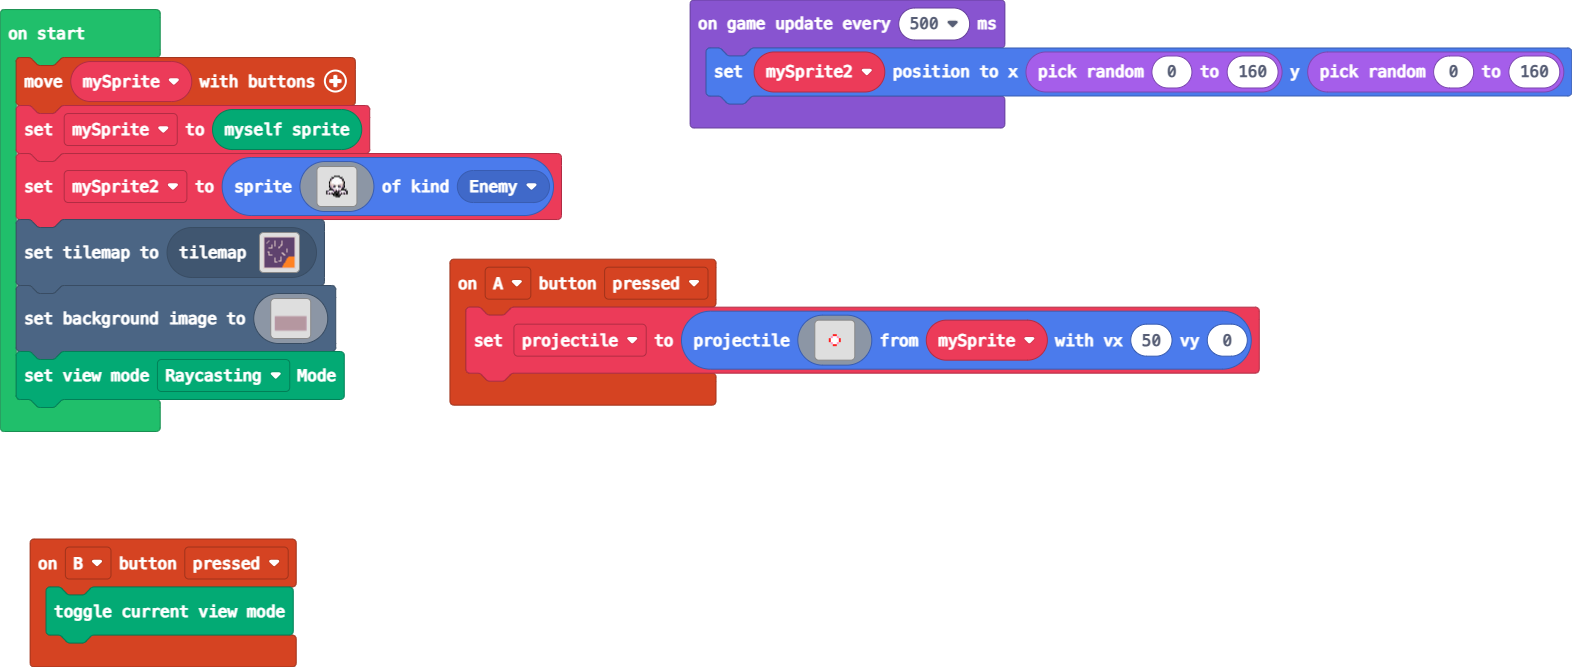 on start
move mySprite with buttons
set mySprite to myself sprite
set mySprite2 to sprite of kind Enemy
set tilemap to tilemap
set background image to
set view mode Raycasting Mode
on game update every 500 ms
set mySprite2 position to x pick random 0 to 160 y pick random 0 to 160
on A button pressed
set projectile to projectile from mySprite with vx 50 vy 0
on B button pressed
toggle current view mode